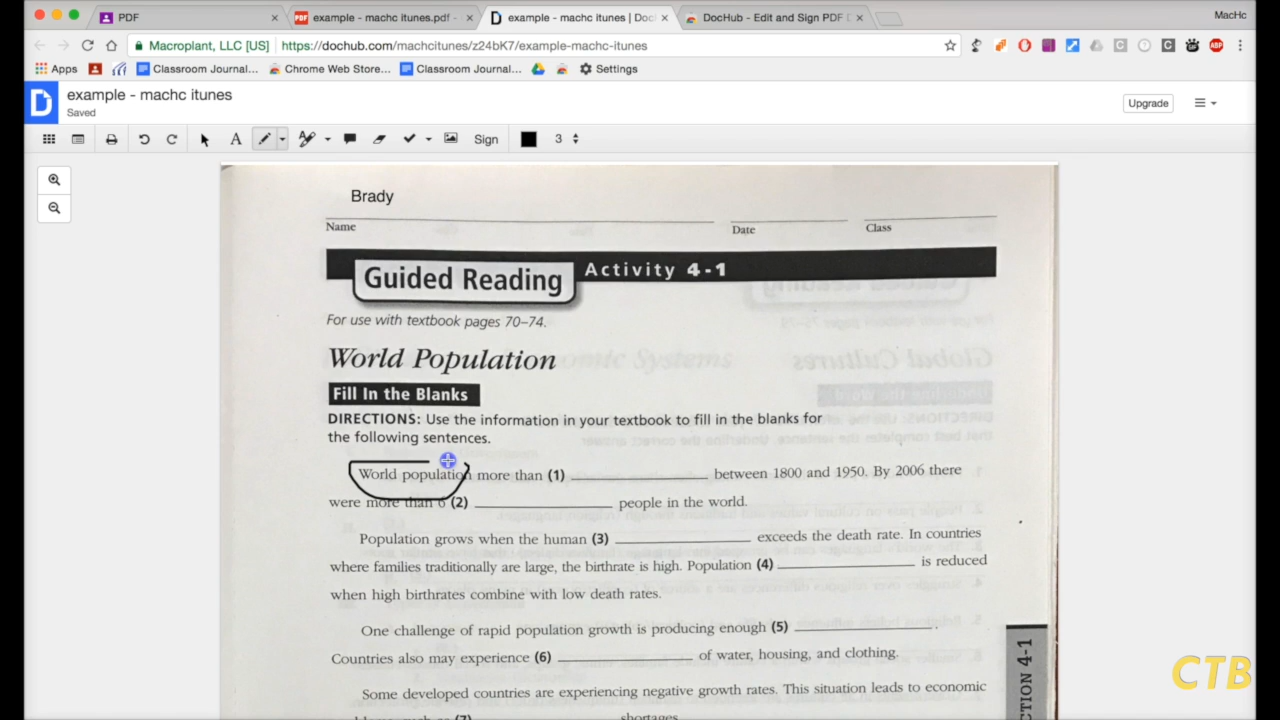 PDF
example - machc itunes.pdf -
example - machc itunes | Doc
DocHub - Edit and Sign PDF D
MacHc
Macroplant, LLC [US]
https://dochub.com/machcitunes/z24bK7/example-machc-itunes
Apps
Classroom Journal...
Chrome Web Store...
Classroom Journal...
Settings
example - machc itunes
Saved
Upgrade
A
Sign
3
Brady
Name
Date
Class
Guided Reading
Activity 4-1
For use with textbook pages 70–74.
World Population
Fill In the Blanks
DIRECTIONS: Use the information in your textbook to fill in the blanks for
the following sentences.
World population more than (1) ____________ between 1800 and 1950. By 2006 there
were more than 6 (2) ____________ people in the world.
Population grows when the human (3) ____________ exceeds the death rate. In countries
where families traditionally are large, the birthrate is high. Population (4) ____________ is reduced
when high birthrates combine with low death rates.
One challenge of rapid population growth is producing enough (5) ____________.
Countries also may experience (6) ____________ of water, housing, and clothing.
Some developed countries are experiencing negative growth rates. This situation leads to economic
(7) ____________ shortages.
CTION 4-1
CTB